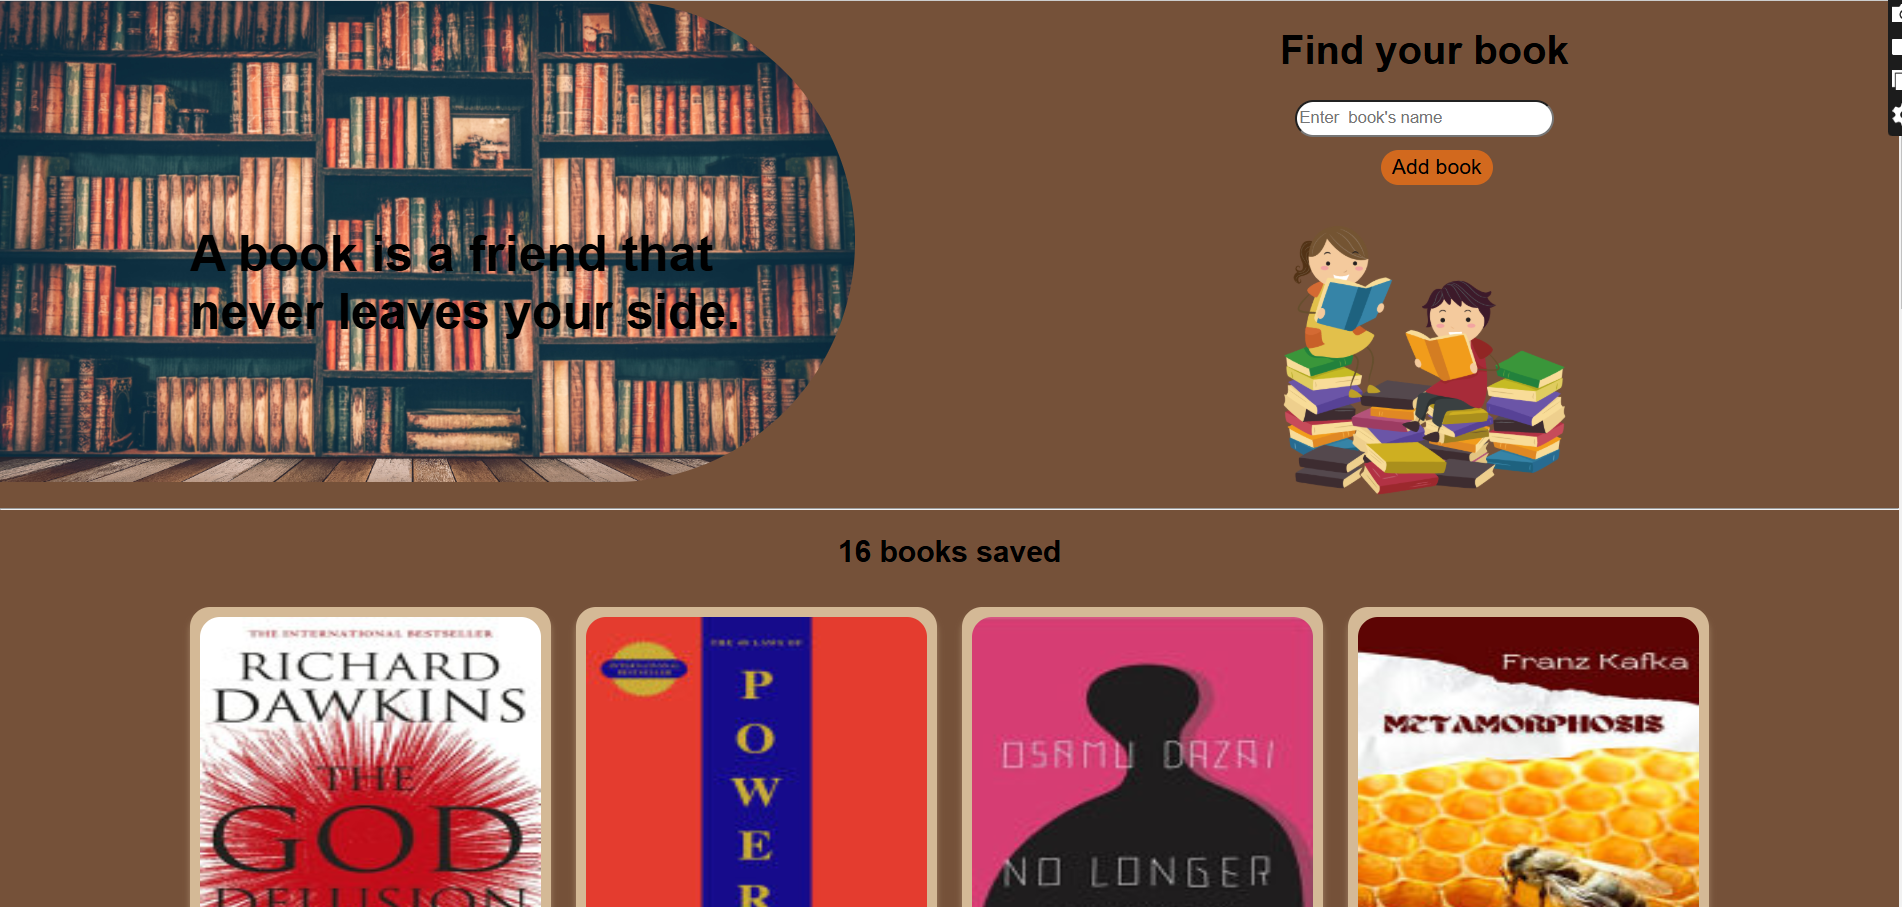 A book is a friend that
never leaves your side.
Find your book
Enter  book's name
Add book
16 books saved
THE INTERNATIONAL BESTSELLER
RICHARD
DAWKINS
THE
GOD
DELUSION
THE 48 LAWS OF
INTERNATIONAL
BESTSELLER
P
O
W
E
R
OSAMU DAZAI
NO LONGER
Franz Kafka
METAMORPHOSIS